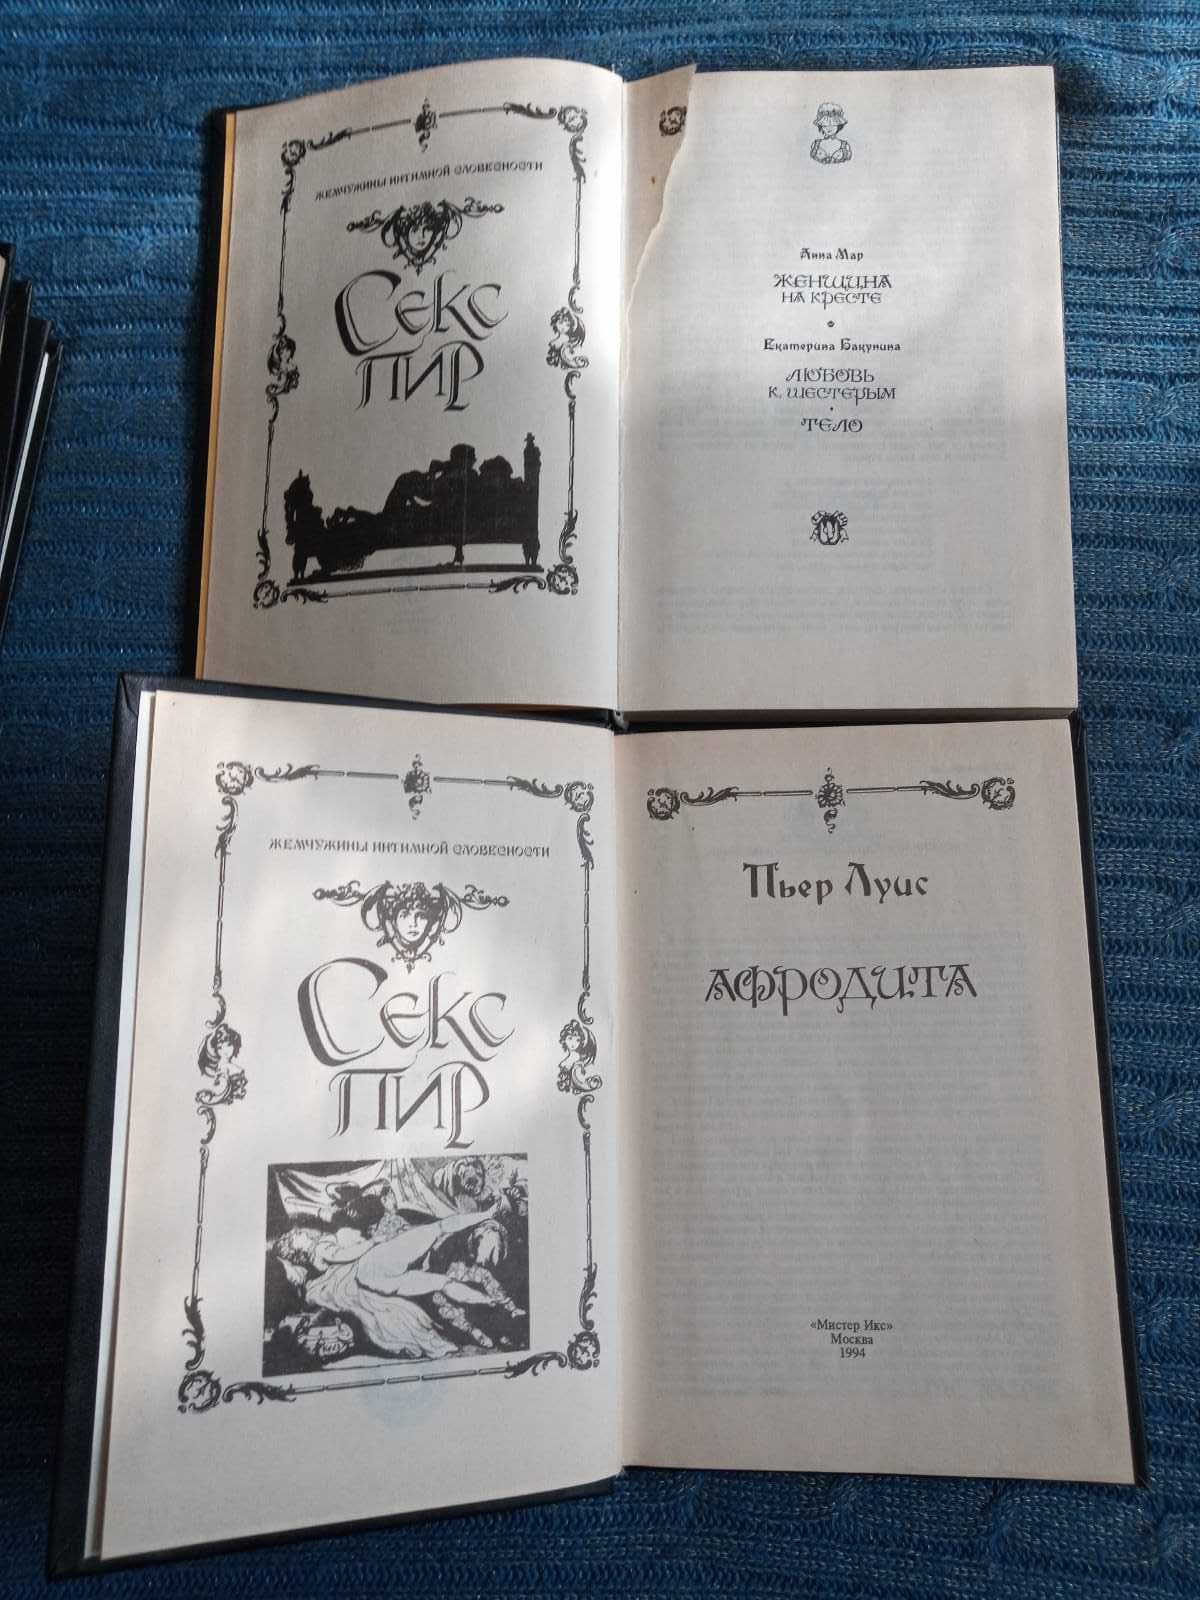 ЖЕМЧУЖИНЫ ИНТИМНОЙ СЛОВЕСНОСТИ
СЕКС
ПИР
Анна Мар
ЖЕНЩИНА
НА КРЕСТЕ
Екатерина Бакунина
ЛЮБОВЬ
К ШЕСТЕРЫМ
ТЕЛО
ЖЕМЧУЖИНЫ ИНТИМНОЙ СЛОВЕСНОСТИ
СЕКС
ПИР
Пьер Луис
АФРОДИТА
«Мистер Икс»
Москва
1994